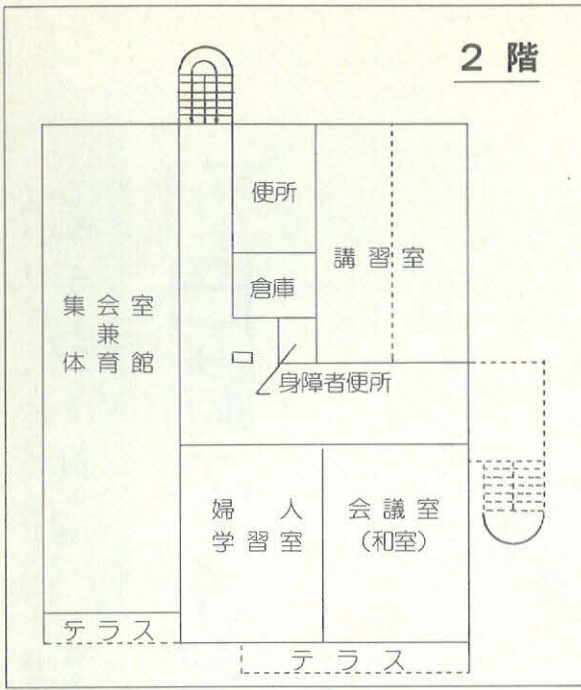 2 階
便所
講習室
倉庫
集会室
兼
体育館
身障者便所
婦 人
学習室
会議室
(和室)
テラス
テ ラ ス